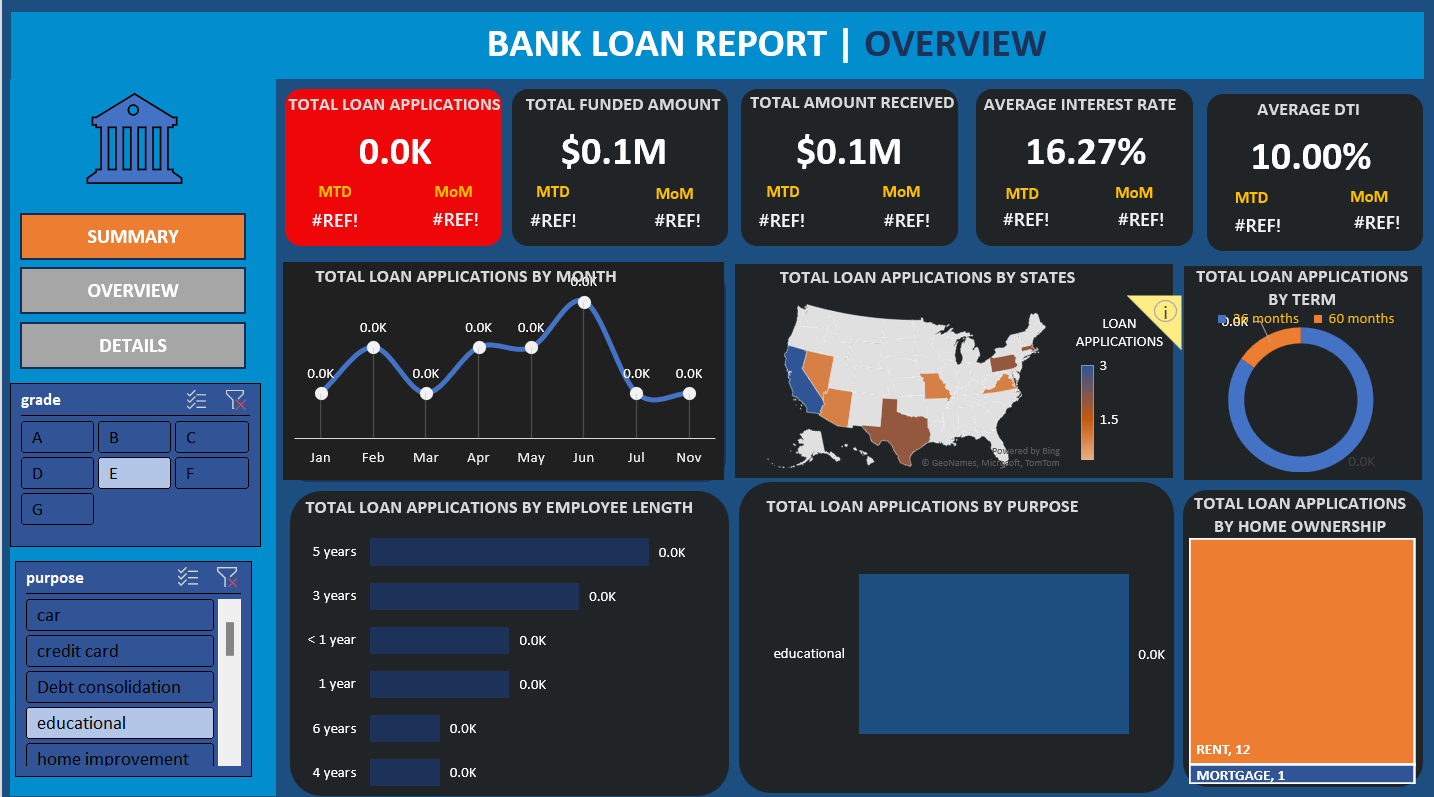 BANK LOAN REPORT | OVERVIEW
TOTAL LOAN APPLICATIONS
0.0K
MTD MoM
#REF! #REF!
TOTAL FUNDED AMOUNT
$0.1M
MTD MoM
#REF! #REF!
TOTAL AMOUNT RECEIVED
$0.1M
MTD MoM
#REF! #REF!
AVERAGE INTEREST RATE
16.27%
MTD MoM
#REF! #REF!
AVERAGE DTI
10.00%
MTD MoM
#REF! #REF!
SUMMARY
OVERVIEW
DETAILS
grade
A B C
D E F
G
purpose
car
credit card
Debt consolidation
educational
home improvement
TOTAL LOAN APPLICATIONS BY MONTH
0.0K
0.0K
0.0K
0.0K
0.0K
0.0K
0.0K
0.0K
Jan Feb Mar Apr May Jun Jul Nov
TOTAL LOAN APPLICATIONS BY STATES
LOAN
APPLICATIONS
3
1.5
Powered by Bing
© GeoNames, Microsoft, TomTom
TOTAL LOAN APPLICATIONS
BY TERM
36 months 60 months
0.0K
0.0K
TOTAL LOAN APPLICATIONS BY EMPLOYEE LENGTH
5 years 0.0K
3 years 0.0K
< 1 year 0.0K
1 year 0.0K
6 years 0.0K
4 years 0.0K
TOTAL LOAN APPLICATIONS BY PURPOSE
educational 0.0K
TOTAL LOAN APPLICATIONS
BY HOME OWNERSHIP
RENT, 12
MORTGAGE, 1